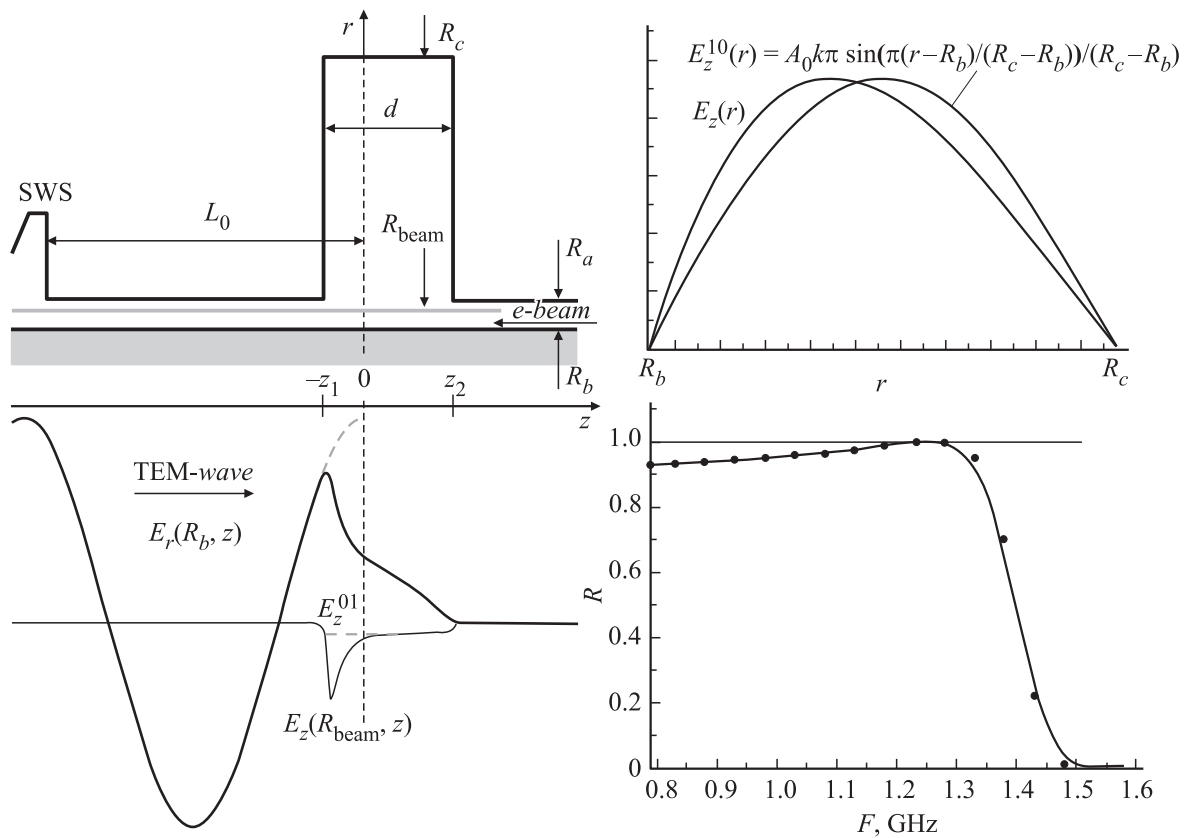 r
R_c
d
SWS
L_0
R_beam
R_a
e-beam
R_b
−z_1
0
z_2
z
TEM-wave
E_r(R_b, z)
E_z^01
E_z(R_beam, z)
E_z^10(r) = A_0kπ sin(π(r−R_b)/(R_c−R_b))/(R_c−R_b)
E_z(r)
R_b
R_c
r
1.0
0.8
0.6
0.4
0.2
0
R
0.8 0.9 1.0 1.1 1.2 1.3 1.4 1.5 1.6
F, GHz